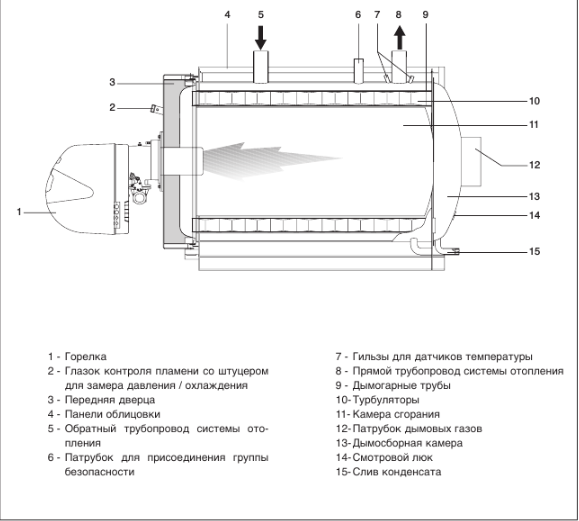 4 5 6 7 8 9
3
2
10
11
12
1
13
14
15
1 - Горелка
2 - Глазок контроля пламени со штуцером
для замера давления / охлаждения
3 - Передняя дверца
4 - Панели облицовки
5 - Обратный трубопровод системы ото-
пления
6 - Патрубок для присоединения группы
безопасности
7 - Гильзы для датчиков температуры
8 - Прямой трубопровод системы отопления
9 - Дымогарные трубы
10- Турбуляторы
11- Камера сгорания
12- Патрубок дымовых газов
13- Дымосборная камера
14- Смотровой люк
15- Слив конденсата